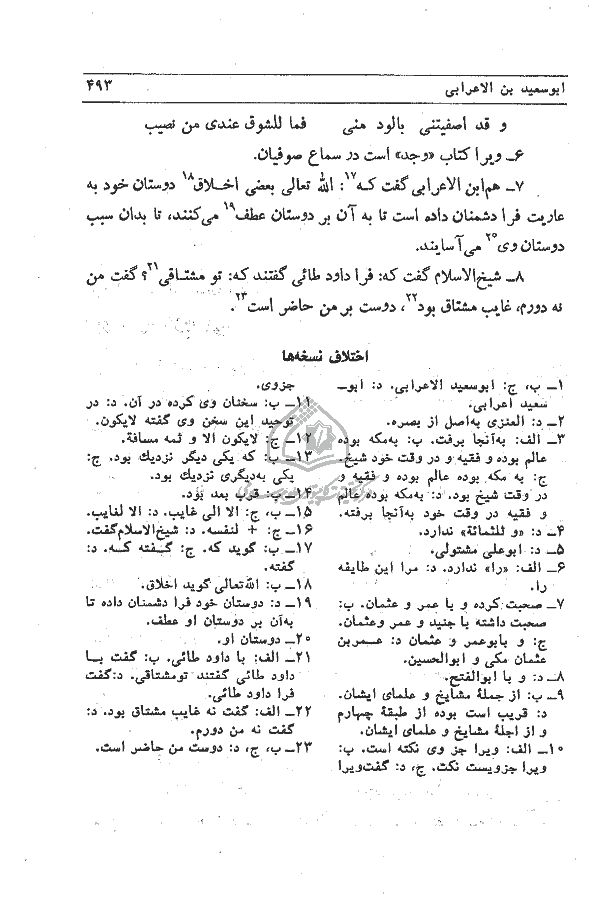 ابوسعید بن الاعرابی ۴۹۳
و قد اصفیتنی بالود منی فما للشوق عندی من نصیب
۶ـ ویرا کتاب «وجد» است در سماع صوفیان.
۷ـ هم‌ابن الاعرابی گفت که۱۷: الله تعالی بعضی اخلاق۱۸ دوستان خود به
عاریت فرا دشمنان داده است تا به آن بر دوستان عطف۱۹ می‌کنند، تا بدان سبب
دوستان وی۲۰ می‌آسایند.
۸ـ شیخ‌الاسلام گفت که: فرا داود طائی گفتند که: تو مشتاقی۲۱؟ گفت من
نه دورم، غایب مشتاق بود۲۲، دوست بر من حاضر است۲۳.
اختلاف نسخه‌ها
۱ـ ب، ج: ابوسعید الاعرابی. د: ابوـ
سعید اعرابی.
۲ـ د: العنزی به‌اصل از بصره.
۳ـ الف: به‌آنجا برفت. ب: به‌مکه بوده
عالم بوده و فقیه و در وقت خود شیخ.
ج: به مکه بوده عالم بوده و فقیه و
در وقت شیخ بود. د: به‌مکه بوده عالم
و فقیه در وقت خود به‌آنجا برفته.
۴ـ د: «و ثلثمائة» ندارد.
۵ـ د: ابوعلی مشتولی.
۶ـ الف: «را» ندارد. د: مرا این طایفه
را.
۷ـ صحبت کرده و با عمر و عثمان. ب:
صحبت داشته با جنید و عمر وعثمان.
ج: و بابوعمر و عثمان د: عمـربن
عثمان مکی و ابوالحسین.
۸ـ د: و با ابوالفتح.
۹ـ ب: از جملهٔ مشایخ و علمای ایشان.
د: قریب است بوده از طبقهٔ چهارم
و از اجلهٔ مشایخ و علمای ایشان.
۱۰ـ الف: ویرا جز وی نکته است. ب:
ویرا جزویست نکت. ج، د: گفت‌ویرا
جزوی.
۱۱ـ ب: سخنان وی کرده در آن. د: در
توحید این سخن وی گفته لایکون.
۱۲ـ ج: لایکون الا و ثمه مسافة.
۱۳ـ ب: که یکی دیگر نزدیك بود. ج:
یکی به‌دیگری نزدیك بود.
۱۴ـ ب: قرب بعد بود.
۱۵ـ ب، ج: الا الی غایب. د: الا لغایب.
۱۶ـ ج: + لنفسه. د: شیخ‌الاسلام‌گفت.
۱۷ـ ب: گوید که. ج: گـفته کـه. د:
گفته.
۱۸ـ ب: الله‌تعالی گوید اخلاق.
۱۹ـ د: دوستان خود فرا دشمنان داده تا
به‌آن بر دوستان او عطف.
۲۰ـ دوستان او.
۲۱ـ الف: با داود طائی. ب: گفت بـا
داود طائی گفتند تومشتاقی. د:گفت
فرا داود طائی.
۲۲ـ الف: گفت نه غایب مشتاق بود. د:
گفت نه من دورم.
۲۳ـ ب، ج، د: دوست من حاضر است.